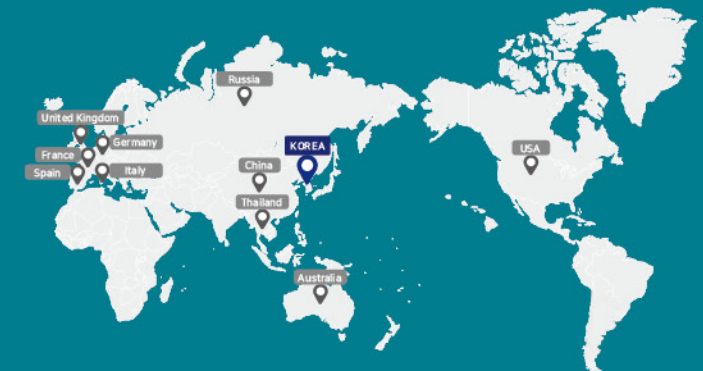 Russia
United Kingdom
Germany
KOREA
France
USA
China
Spain
Italy
Thailand
Australia